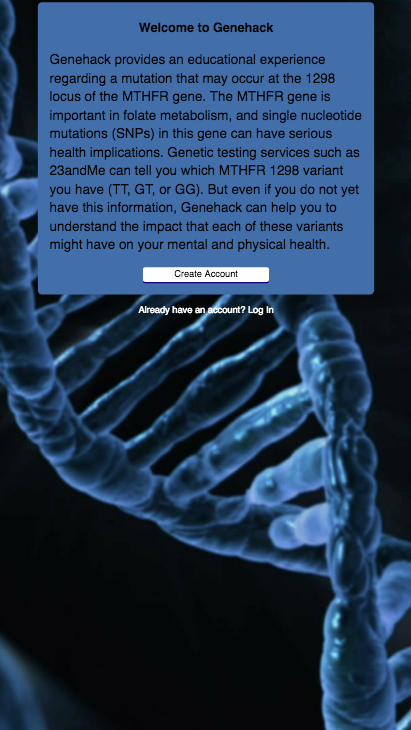 Welcome to Genehack
Genehack provides an educational experience
regarding a mutation that may occur at the 1298
locus of the MTHFR gene. The MTHFR gene is
important in folate metabolism, and single nucleotide
mutations (SNPs) in this gene can have serious
health implications. Genetic testing services such as
23andMe can tell you which MTHFR 1298 variant
you have (TT, GT, or GG). But even if you do not yet
have this information, Genehack can help you to
understand the impact that each of these variants
might have on your mental and physical health.
Create Account
Already have an account? Log In